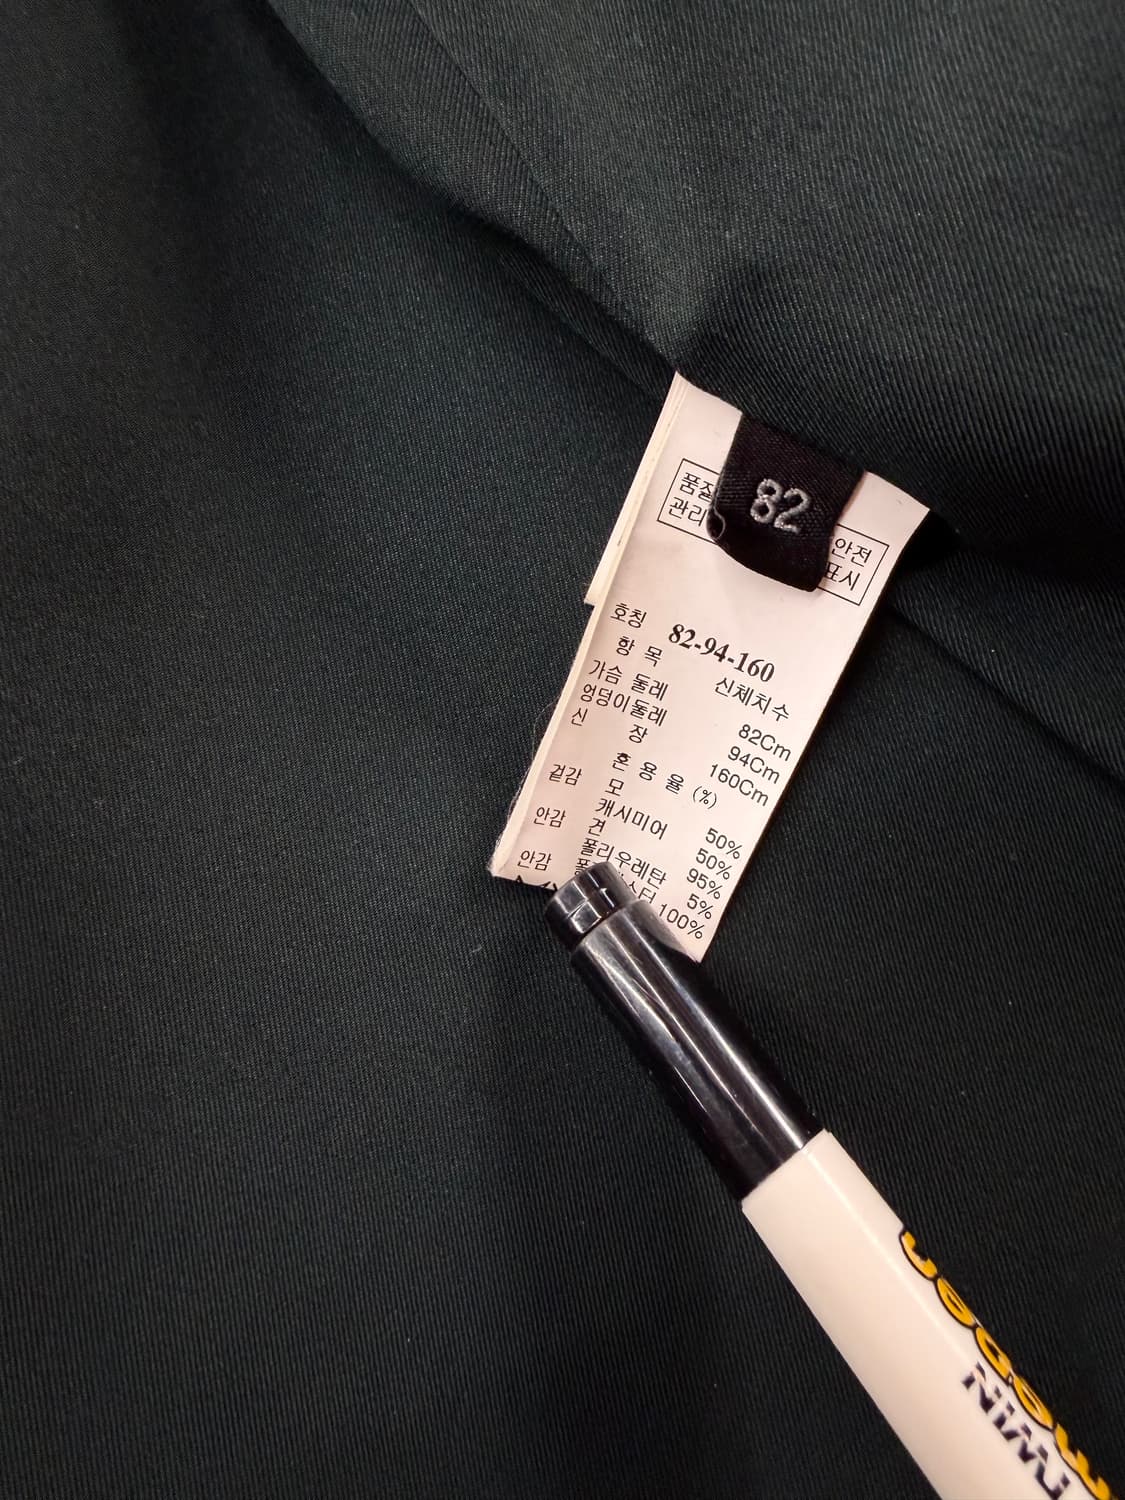 82
품질
안전
관리
표시
호칭 82-94-160
항 목 신체치수
가슴 둘레 82Cm
엉덩이둘레 94Cm
신 장 160Cm
혼 용 율 (%)
겉감 모 50%
캐시미어 50%
안감 견 95%
폴리우레탄 5%
안감 100%
TWIN